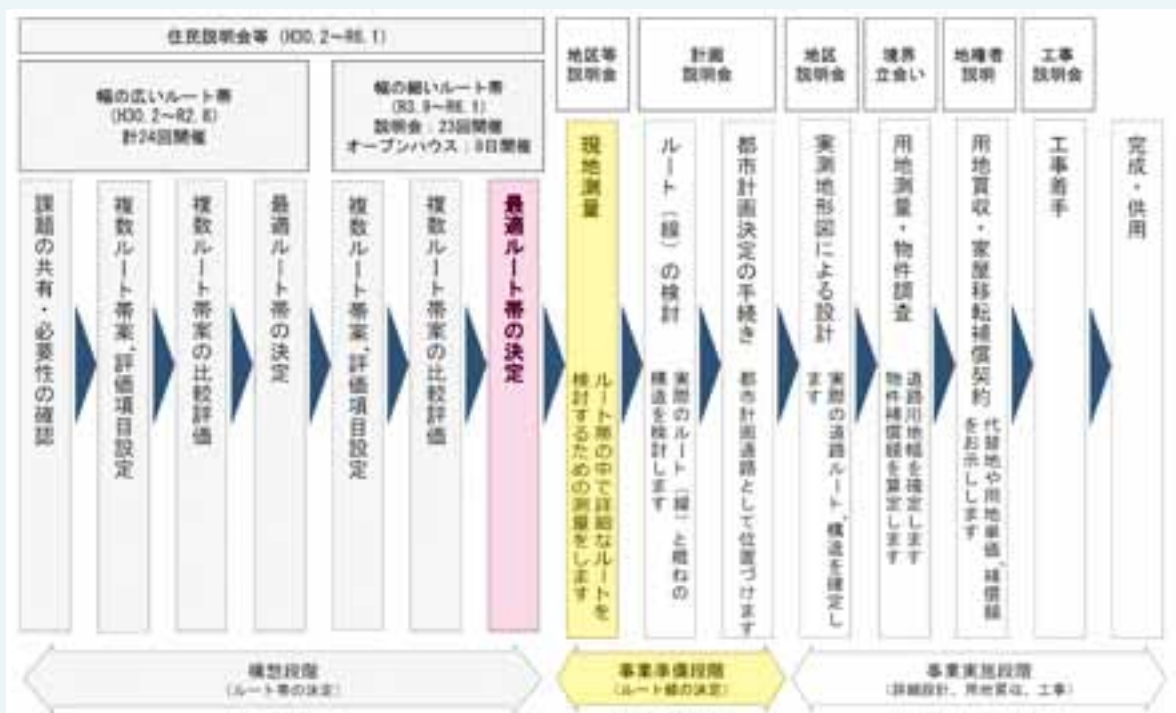 住民説明会等 (H30.2～R6.1)
幅の広いルート帯
(H30.2～R2.8)
計24回開催
幅の細いルート帯
(R3.9～R6.1)
説明会：23回開催
オープンハウス：8日開催
地区等
説明会
計画
説明会
地区
説明会
境界
立会い
地権者
説明
工事
説明会
課題の共有・必要性の確認
複数ルート帯案、評価項目設定
複数ルート帯案の比較評価
最適ルート帯の決定
複数ルート帯案、評価項目設定
複数ルート帯案の比較評価
最適ルート帯の決定
現地測量
ルート帯の中で詳細なルートを
検討するための測量をします
ルート（線）の検討
実際のルート（線）と概ねの
構造を検討します
都市計画決定の手続き
都市計画道路として位置づけます
実測地形図による設計
実際の道路ルート、構造を確定し
ます
用地測量・物件調査
道路用地幅を確定します
物件補償額を算定します
用地買収・家屋移転補償契約
代替地や用地単価、補償額
をお示しします
工事着手
完成・供用
構想段階
(ルート帯の決定)
事業準備段階
(ルート線の決定)
事業実施段階
(詳細設計、用地買収、工事)